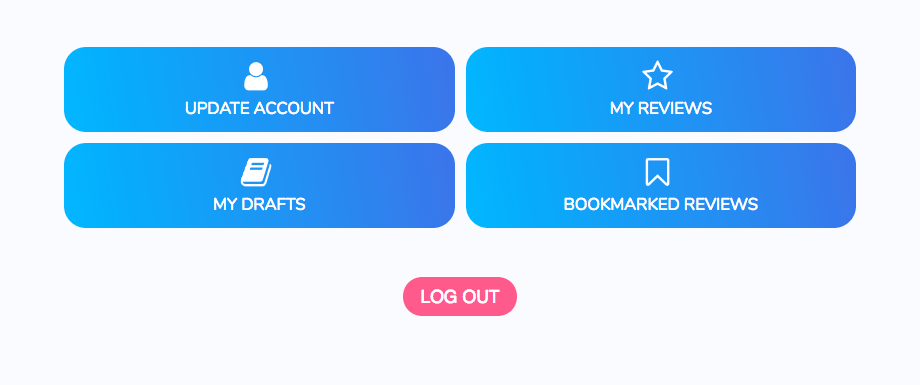 UPDATE ACCOUNT
MY REVIEWS
MY DRAFTS
BOOKMARKED REVIEWS
LOG OUT